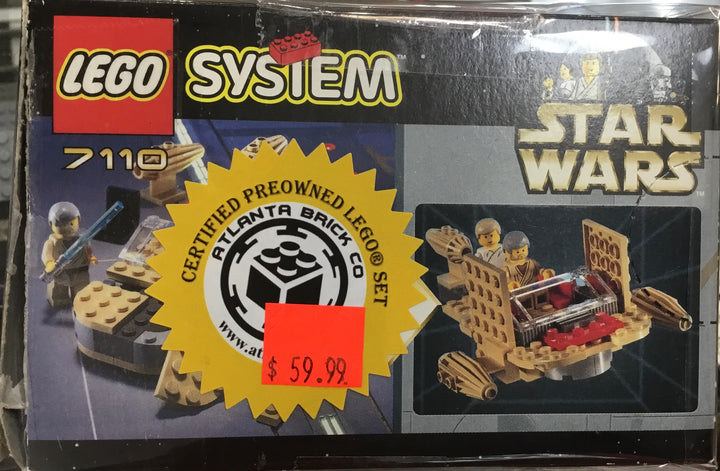 LEGO SYSTEM
7110
STAR
WARS
CERTIFIED PREOWNED LEGO® SET
ATLANTA BRICK CO
www.at
$ 59.99